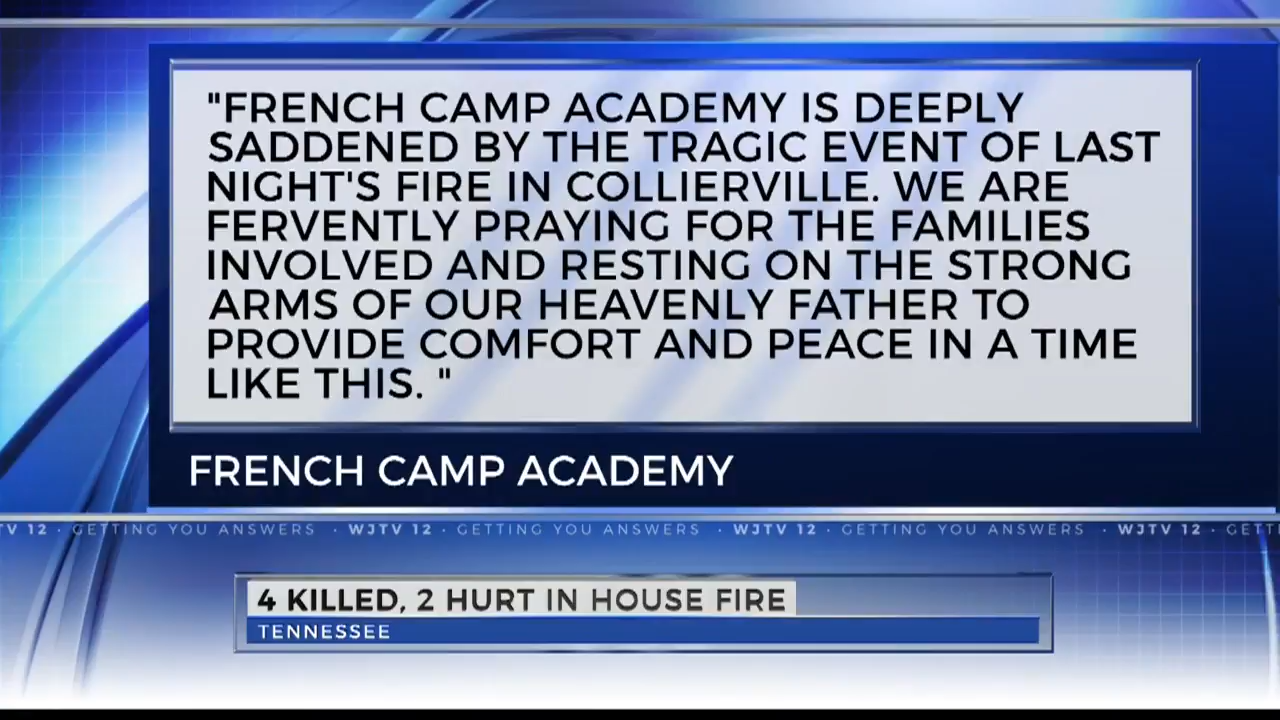 "FRENCH CAMP ACADEMY IS DEEPLY
SADDENED BY THE TRAGIC EVENT OF LAST
NIGHT'S FIRE IN COLLIERVILLE. WE ARE
FERVENTLY PRAYING FOR THE FAMILIES
INVOLVED AND RESTING ON THE STRONG
ARMS OF OUR HEAVENLY FATHER TO
PROVIDE COMFORT AND PEACE IN A TIME
LIKE THIS. "
FRENCH CAMP ACADEMY
TV 12 · GETTING YOU ANSWERS · WJTV 12 · GETTING YOU ANSWERS · WJTV 12 · GETTING YOU ANSWERS · WJTV 12 · GETT
4 KILLED, 2 HURT IN HOUSE FIRE
TENNESSEE